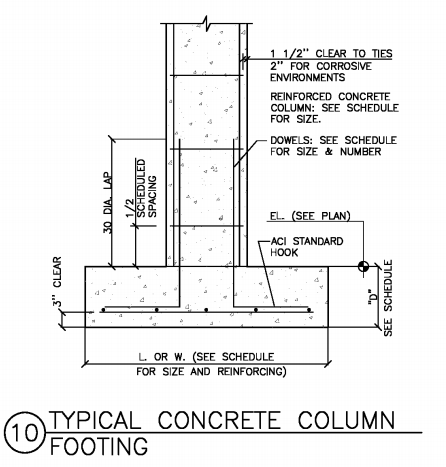 1 1/2" CLEAR TO TIES
2" FOR CORROSIVE
ENVIRONMENTS
REINFORCED CONCRETE
COLUMN: SEE SCHEDULE
FOR SIZE.
DOWELS: SEE SCHEDULE
FOR SIZE & NUMBER
30 DIA. LAP
1/2
SCHEDULED
SPACING
EL. (SEE PLAN)
ACI STANDARD
HOOK
3" CLEAR
"D"
SEE SCHEDULE
L. OR W. (SEE SCHEDULE
FOR SIZE AND REINFORCING)
10 TYPICAL CONCRETE COLUMN
FOOTING